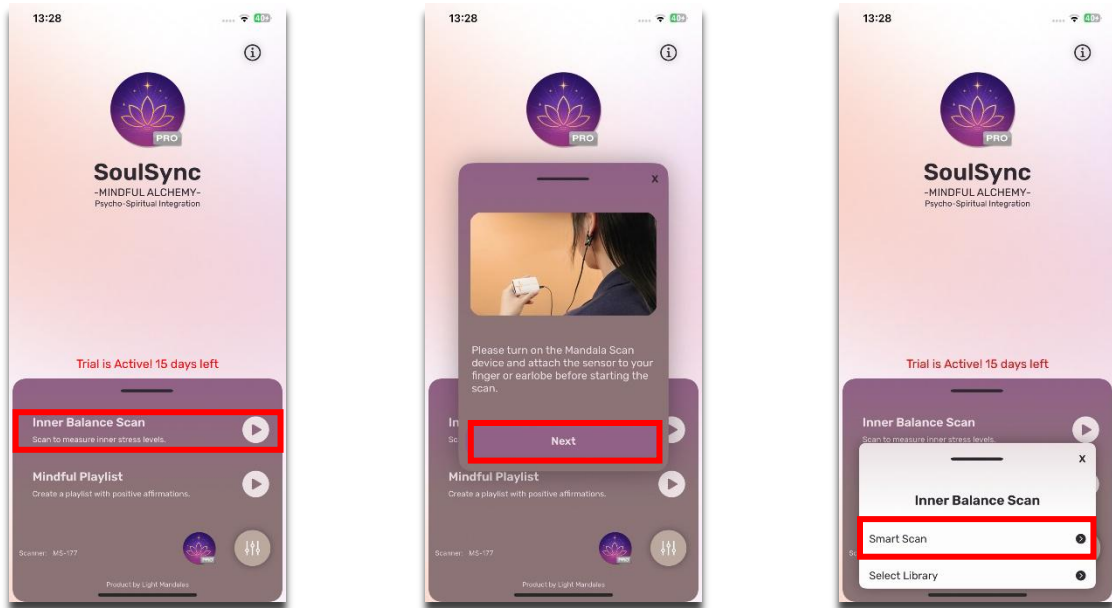 13:28
40+
PRO
SoulSync
-MINDFUL ALCHEMY-
Psycho-Spiritual Integration
Trial is Active! 15 days left
Inner Balance Scan
Scan to measure inner stress levels.
Mindful Playlist
Create a playlist with positive affirmations.
Scanner: MS-177
PRO
Product by Light Mandalas
13:28
40+
PRO
X
Please turn on the Mandala Scan
device and attach the sensor to your
finger or earlobe before starting the
scan.
In
Sc
Next
Mindful Playlist
Create a playlist with positive affirmations.
Scanner: MS-177
PRO
Product by Light Mandalas
13:28
40+
PRO
SoulSync
-MINDFUL ALCHEMY-
Psycho-Spiritual Integration
Trial is Active! 15 days left
Inner Balance Scan
Scan to measure inner stress levels.
X
Inner Balance Scan
Smart Scan
Sc
Select Library